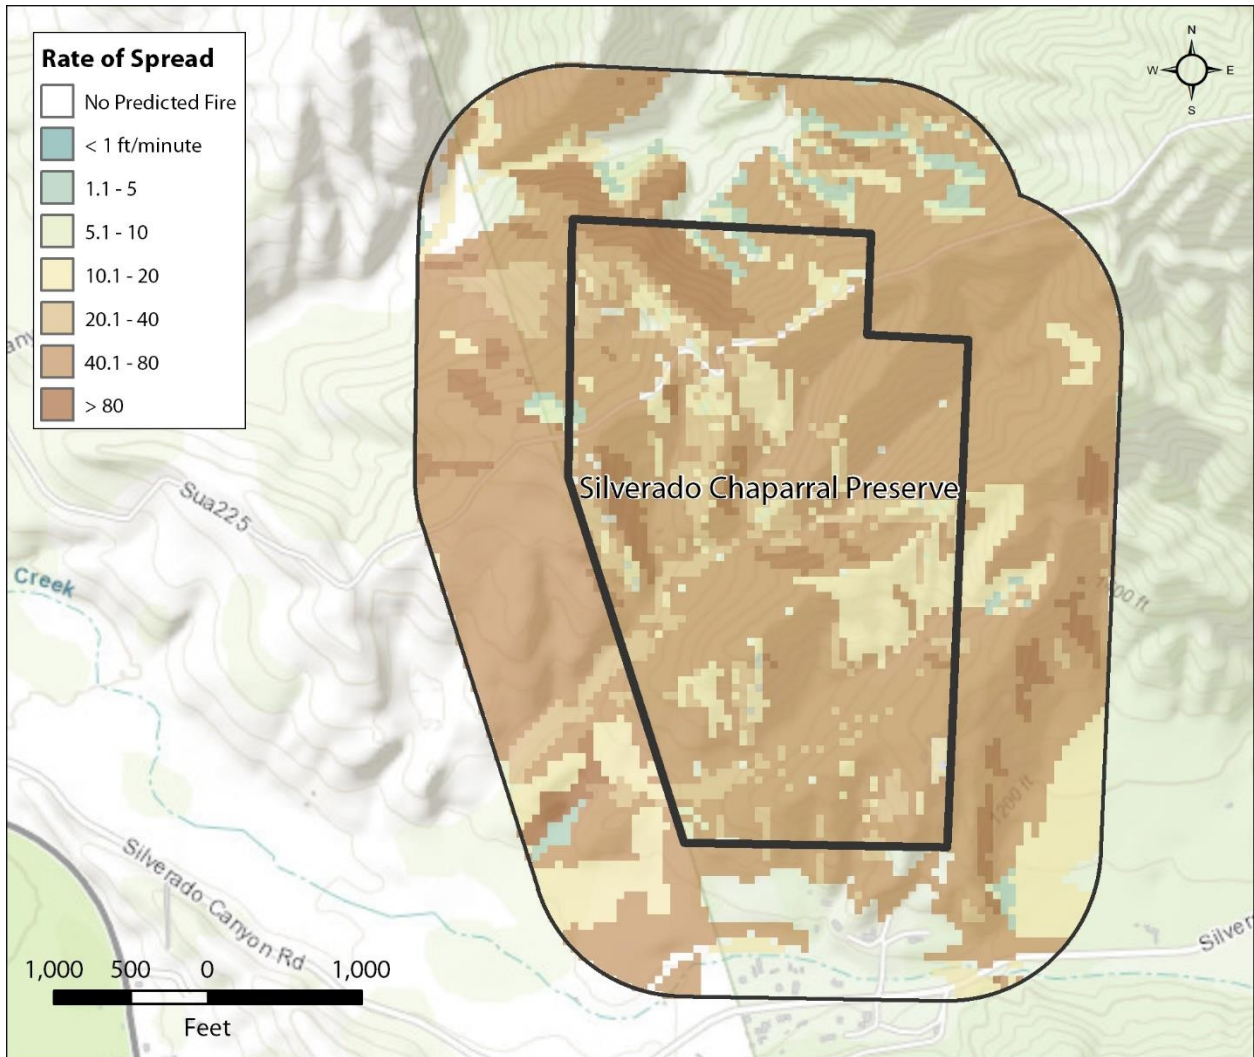 Rate of Spread
No Predicted Fire
< 1 ft/minute
1.1 - 5
5.1 - 10
10.1 - 20
20.1 - 40
40.1 - 80
> 80
N
W E
S
Sua225
Silverado Chaparral Preserve
Creek
1200 ft
Silverado Canyon Rd
1,000 500 0 1,000
Feet